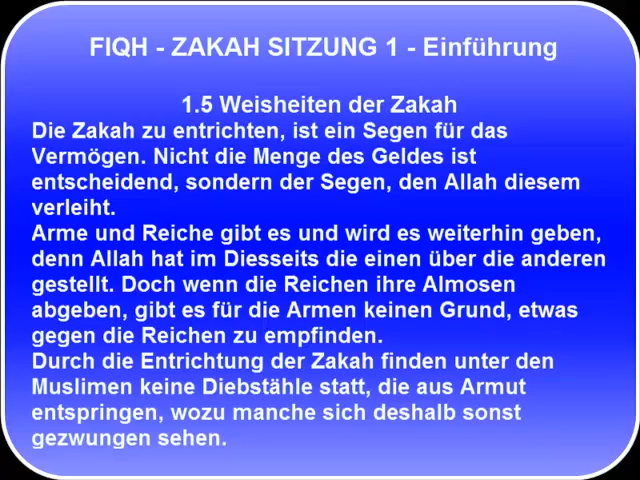 FIQH - ZAKAH SITZUNG 1 - Einführung
1.5 Weisheiten der Zakah
Die Zakah zu entrichten, ist ein Segen für das
Vermögen. Nicht die Menge des Geldes ist
entscheidend, sondern der Segen, den Allah diesem
verleiht.
Arme und Reiche gibt es und wird es weiterhin geben,
denn Allah hat im Diesseits die einen über die anderen
gestellt. Doch wenn die Reichen ihre Almosen
abgeben, gibt es für die Armen keinen Grund, etwas
gegen die Reichen zu empfinden.
Durch die Entrichtung der Zakah finden unter den
Muslimen keine Diebstähle statt, die aus Armut
entspringen, wozu manche sich deshalb sonst
gezwungen sehen.